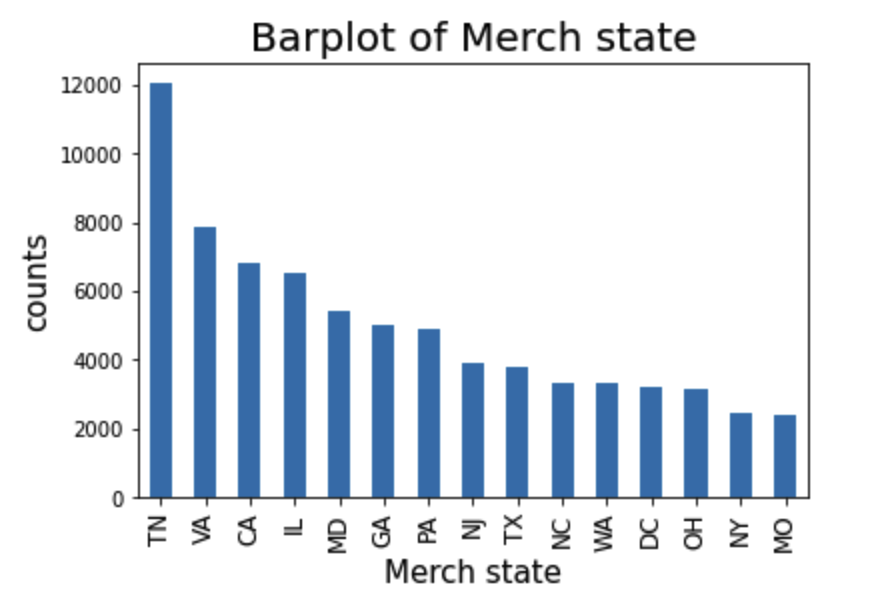 Barplot of Merch state
12000
10000
8000
6000
4000
2000
0
counts
TN VA CA IL MD GA PA NJ TX NC WA DC OH NY MO
Merch state